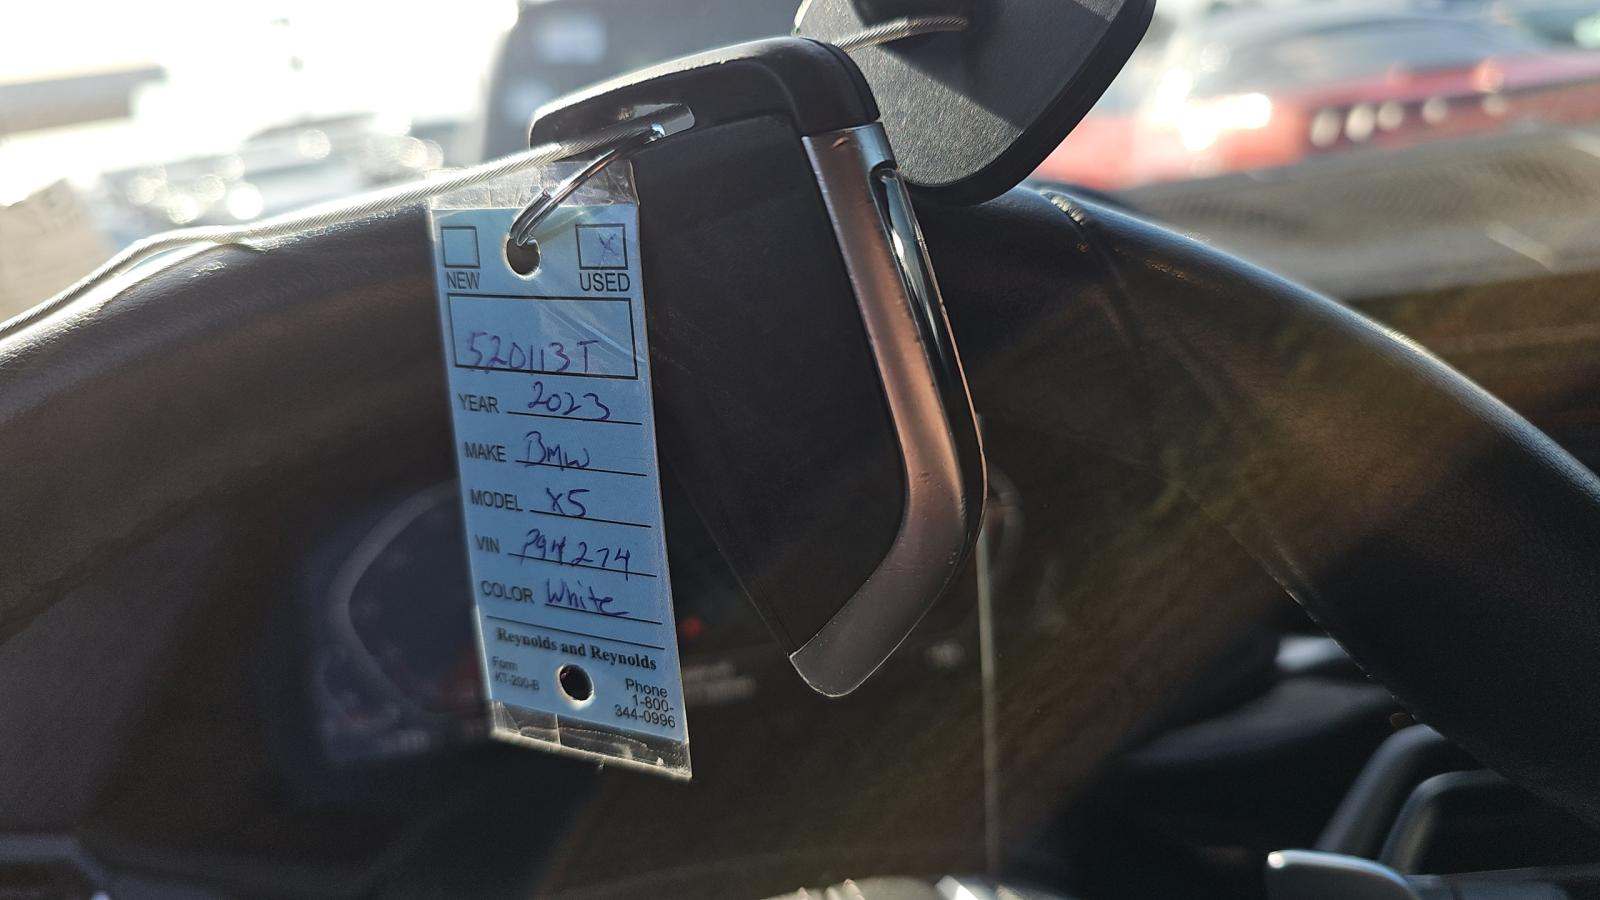 NEW USED
520113T
YEAR 2023
MAKE BMW
MODEL X5
VIN P94274
COLOR White
Reynolds and Reynolds
Form
KT-200-B
Phone
1-800-
344-0996